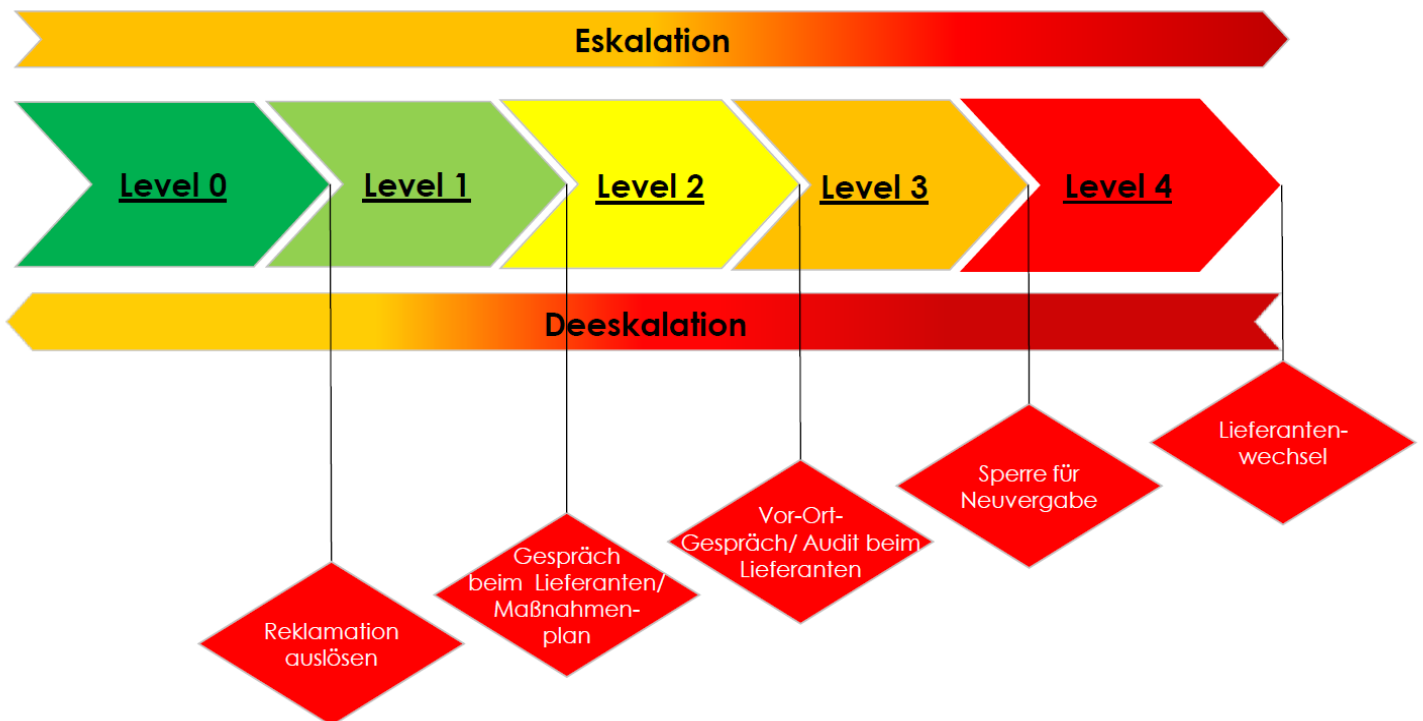 Eskalation
Level 0
Level 1
Level 2
Level 3
Level 4
Deeskalation
Reklamation
auslösen
Gespräch
beim Lieferanten/
Maßnahmen-
plan
Vor-Ort-
Gespräch/ Audit beim
Lieferanten
Sperre für
Neuvergabe
Lieferanten-
wechsel